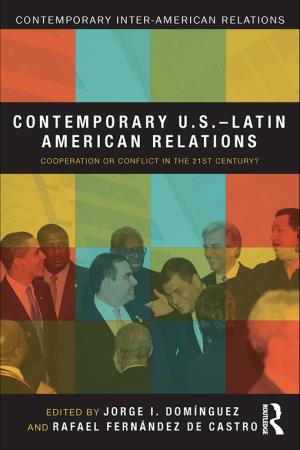 CONTEMPORARY INTER-AMERICAN RELATIONS
CONTEMPORARY U.S.–LATIN
AMERICAN RELATIONS
COOPERATION OR CONFLICT IN THE 21ST CENTURY?
EDITED BY JORGE I. DOMÍNGUEZ
AND RAFAEL FERNÁNDEZ DE CASTRO
ROUTLEDGE